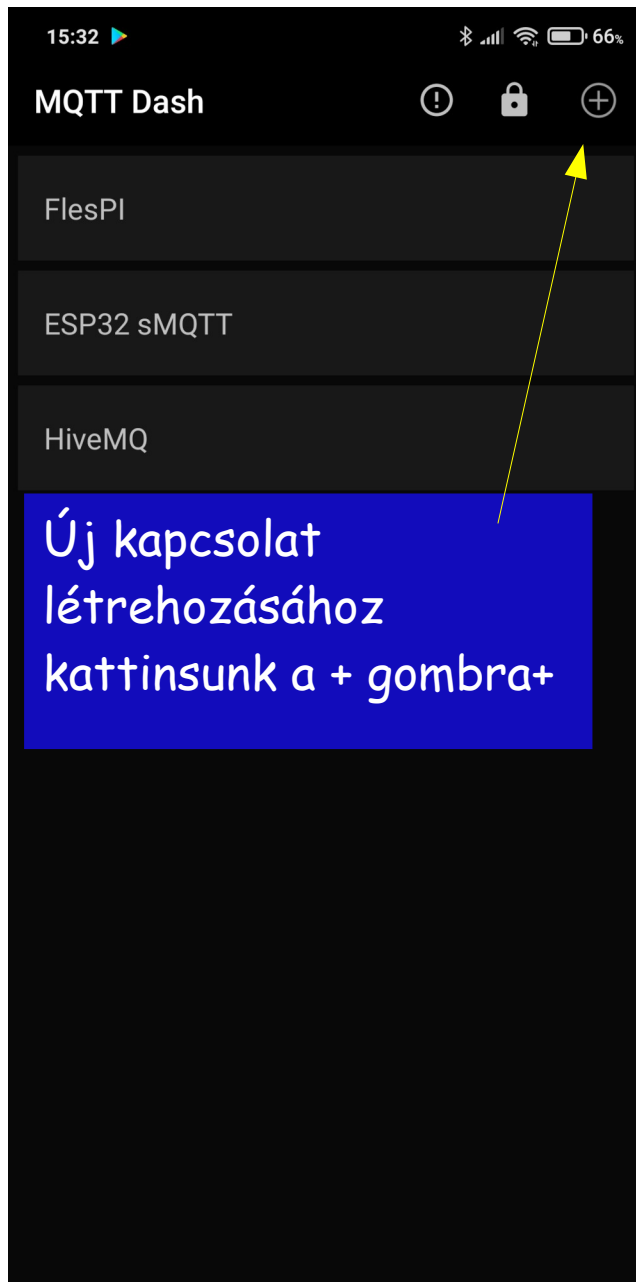 15:32 66%
MQTT Dash
FlesPI
ESP32 sMQTT
HiveMQ
Új kapcsolat
létrehozásához
kattinsunk a + gombra+